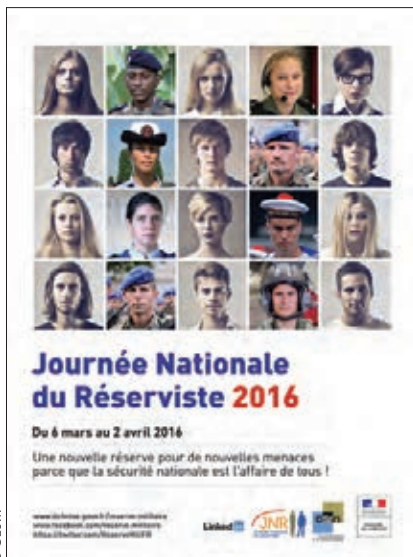 Journée Nationale
du Réserviste 2016
Du 6 mars au 2 avril 2016
Une nouvelle réserve pour de nouvelles menaces
parce que la sécurité nationale est l'affaire de tous !
LinkedIn
JNR